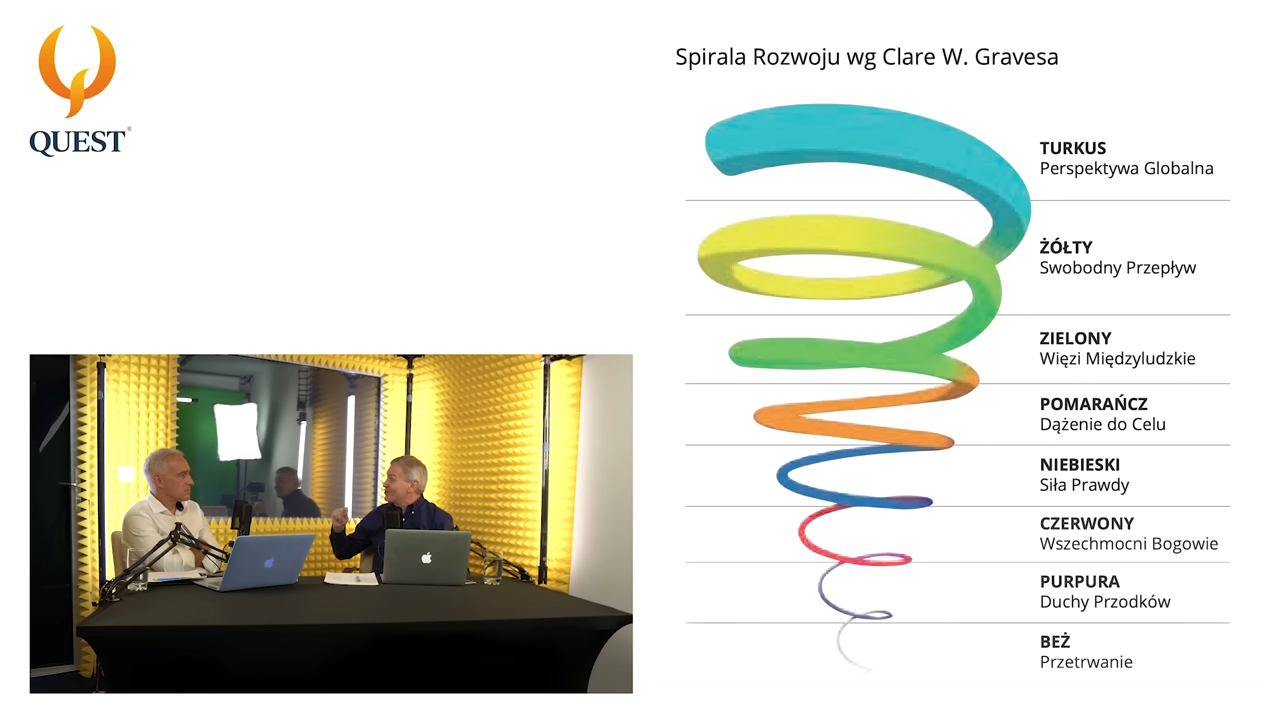 QUEST®
Spirala Rozwoju wg Clare W. Gravesa
TURKUS
Perspektywa Globalna
ŻÓŁTY
Swobodny Przepływ
ZIELONY
Więzi Międzyludzkie
POMARAŃCZ
Dążenie do Celu
NIEBIESKI
Siła Prawdy
CZERWONY
Wszechmocni Bogowie
PURPURA
Duchy Przodków
BEŻ
Przetrwanie